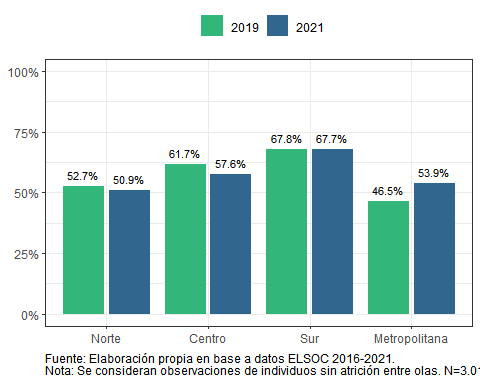 2019 2021
100%
75%
50%
25%
0%
52.7% 50.9% 61.7% 57.6% 67.8% 67.7% 46.5% 53.9%
Norte Centro Sur Metropolitana
Fuente: Elaboración propia en base a datos ELSOC 2016-2021.
Nota: Se consideran observaciones de individuos sin atrición entre olas.